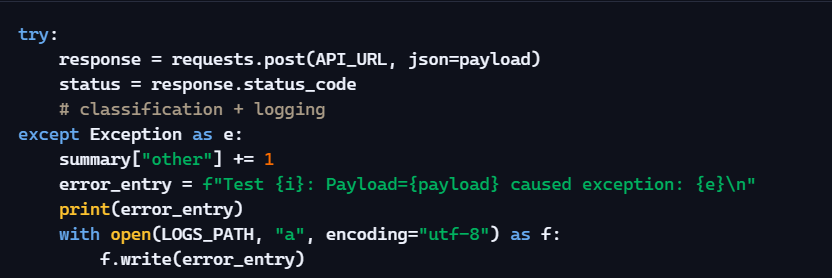 try:
    response = requests.post(API_URL, json=payload)
    status = response.status_code
    # classification + logging
except Exception as e:
    summary["other"] += 1
    error_entry = f"Test {i}: Payload={payload} caused exception: {e}\n"
    print(error_entry)
    with open(LOGS_PATH, "a", encoding="utf-8") as f:
        f.write(error_entry)